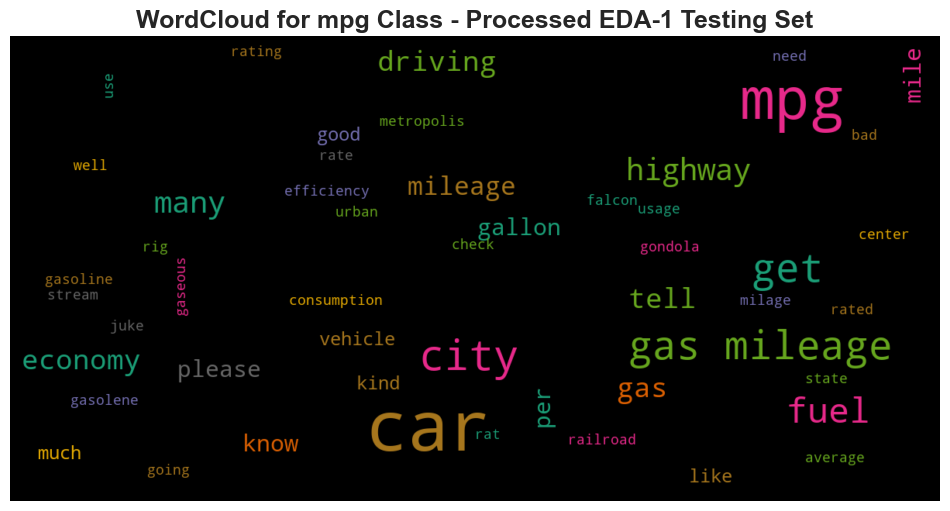 WordCloud for mpg Class - Processed EDA-1 Testing Set
rating
driving
need
mile
use
mpg
metropolis
good
bad
rate
well
highway
efficiency
mileage
many
falcon
usage
urban
gallon
center
rig
check
gondola
gaseous
get
gasoline
stream
consumption
tell
milage
rated
juke
vehicle
gas mileage
economy
city
please
state
kind
gas
gasolene
per
fuel
car
rat
railroad
know
much
average
going
like